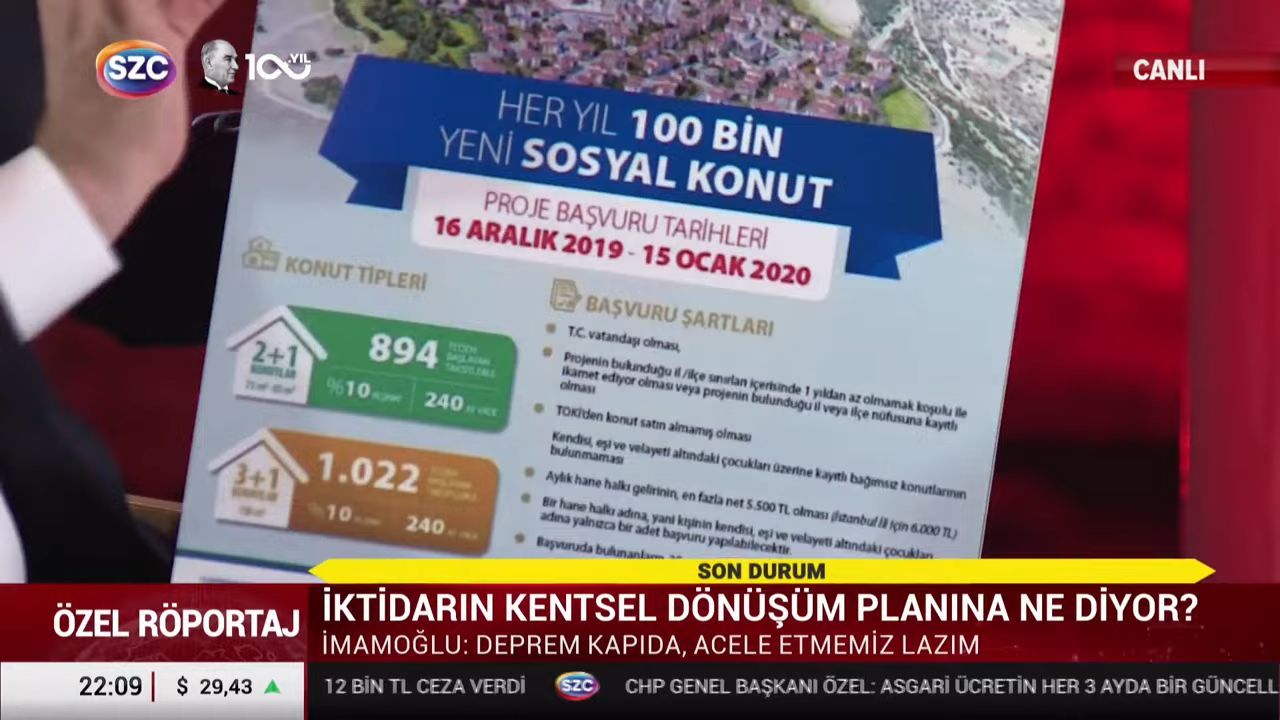 SZC
100.YIL
CANLI
HER YIL 100 BİN
YENİ SOSYAL KONUT
PROJE BAŞVURU TARİHLERİ
16 ARALIK 2019 - 15 OCAK 2020
KONUT TİPLERİ
2+1
KONUTLAR
894
%10
240
3+1
KONUTLAR
1.022
%10
240
BAŞVURU ŞARTLARI
T.C. vatandaşı olması,
Projenin bulunduğu il /ilçe sınırları içerisinde 1 yıldan az olmamak koşulu ile
ikamet ediyor olması veya projenin bulunduğu il veya ilçe nüfusuna kayıtlı
olması
TOKİ'den konut satın almamış olması
Kendisi, eşi ve velayeti altındaki çocukları üzerine kayıtlı bağımsız konutlarının
bulunmaması
Aylık hane halkı gelirinin, en fazla net 5.500 TL olması (İstanbul ili için 6.000 TL)
Bir hane halkı adına, yani kişinin kendisi, eşi ve velayeti altındaki çocukları
adına yalnızca bir adet başvuru yapılabilecektir.
Başvuruda bulunanların
SON DURUM
ÖZEL RÖPORTAJ
İKTİDARIN KENTSEL DÖNÜŞÜM PLANINA NE DİYOR?
İMAMOĞLU: DEPREM KAPIDA, ACELE ETMEMİZ LAZIM
22:09 $ 29,43
12 BİN TL CEZA VERDİ SZC CHP GENEL BAŞKANI ÖZEL: ASGARİ ÜCRETİN HER 3 AYDA BİR GÜNCELL